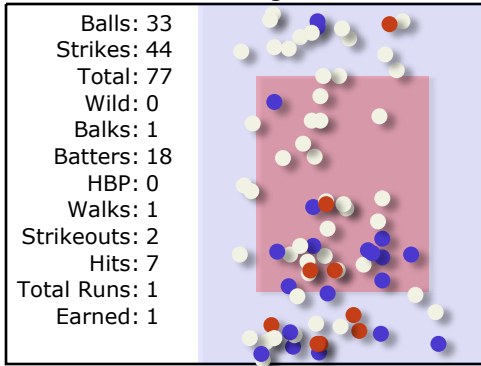 Balls: 33
Strikes: 44
Total: 77
Wild: 0
Balks: 1
Batters: 18
HBP: 0
Walks: 1
Strikeouts: 2
Hits: 7
Total Runs: 1
Earned: 1